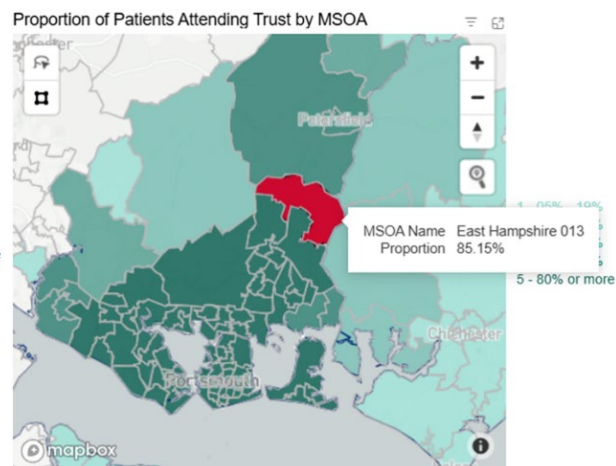 Proportion of Patients Attending Trust by MSOA
Petersfield
MSOA Name East Hampshire 013
Proportion 85.15%
5 - 80% or more
Chichester
Portsmouth
mapbox